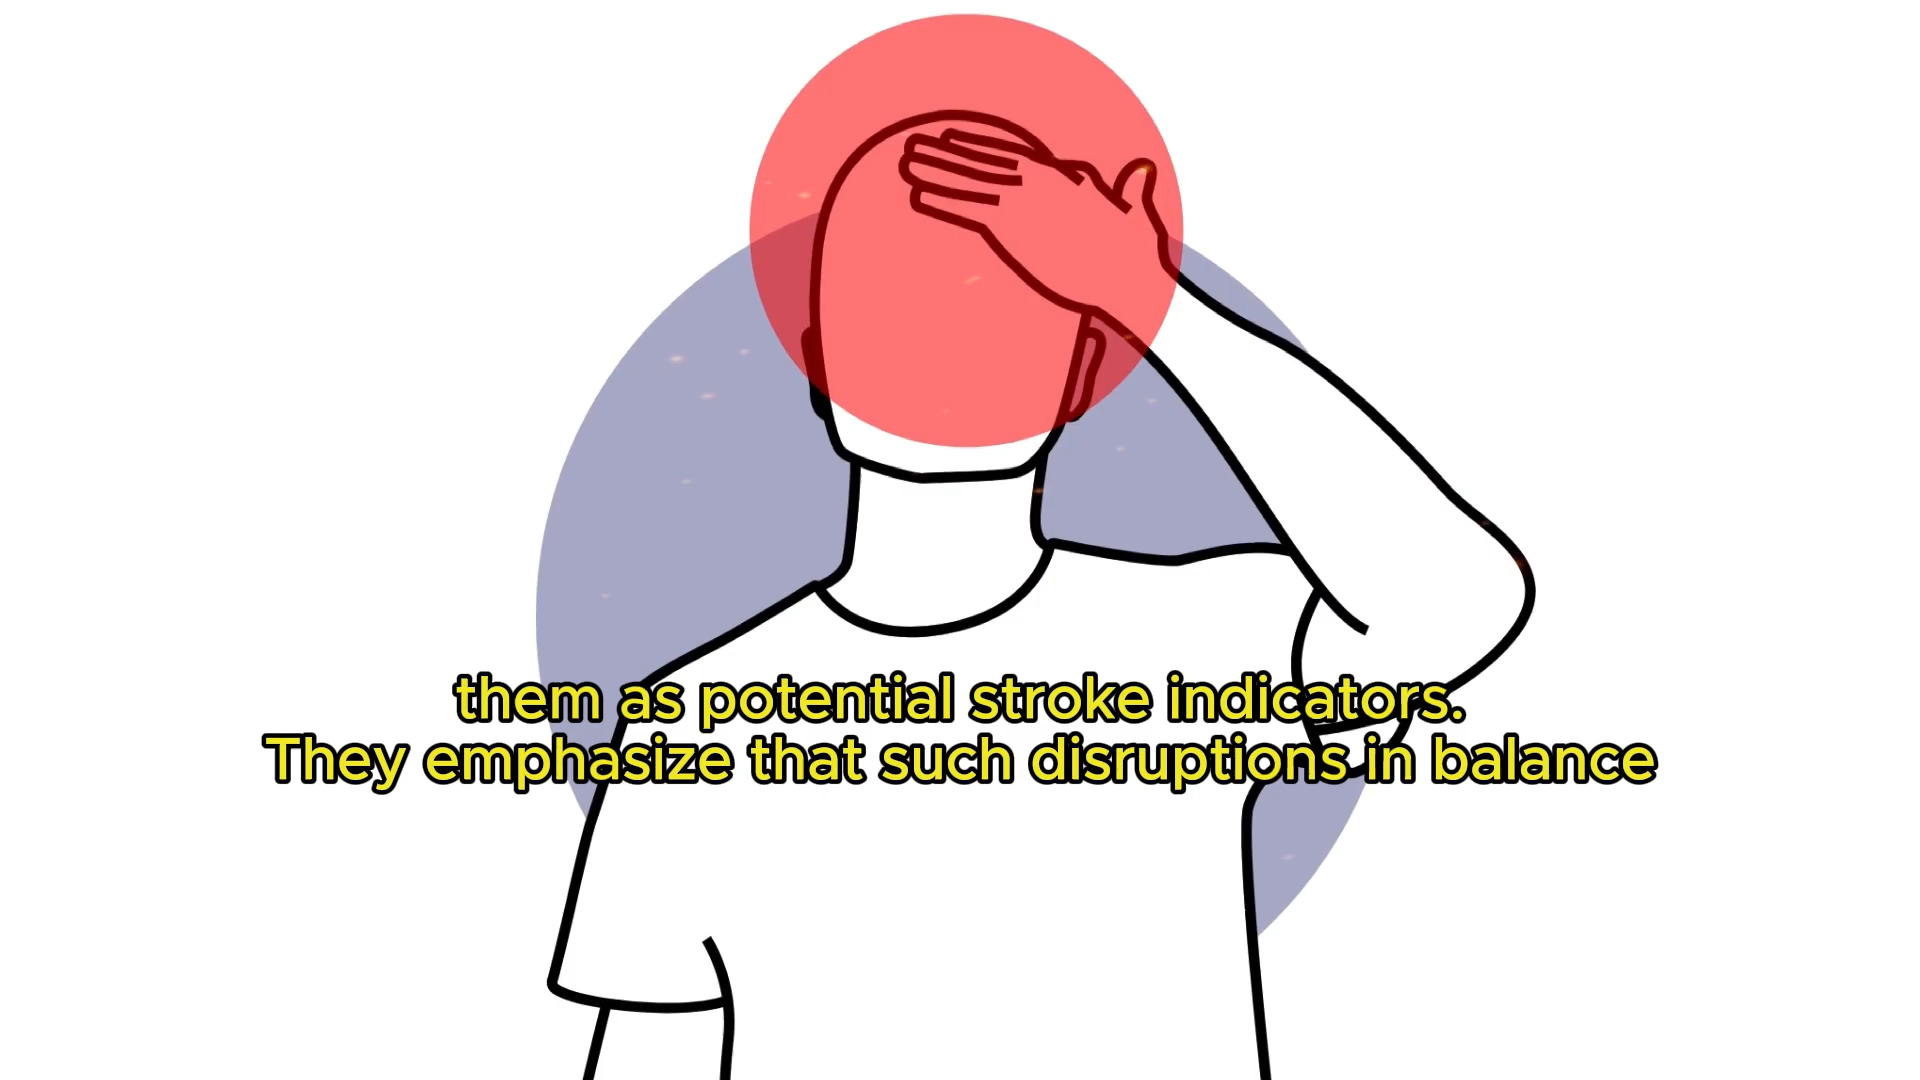 them as potential stroke indicators.
They emphasize that such disruptions in balance